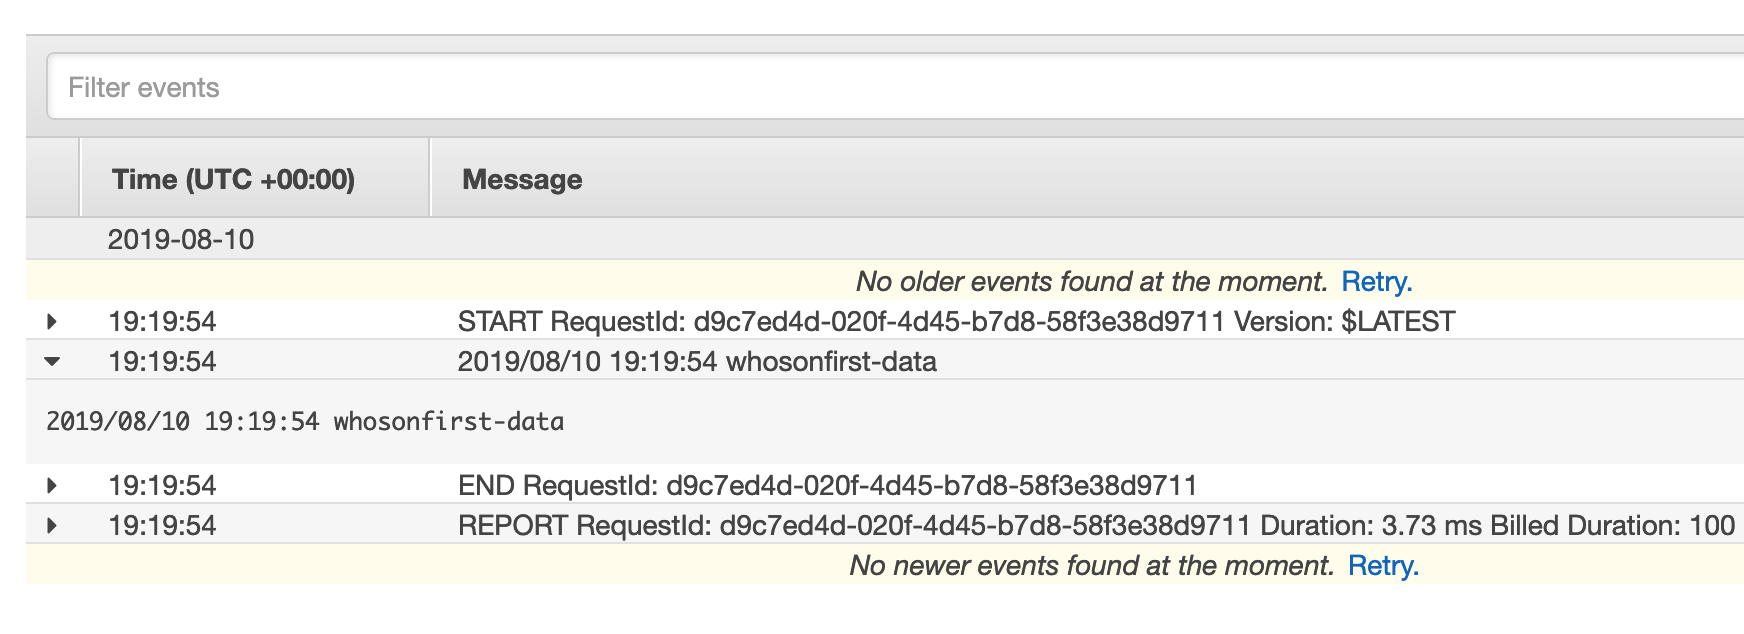 Filter events
Time (UTC +00:00) Message
2019-08-10
No older events found at the moment. Retry.
19:19:54 START RequestId: d9c7ed4d-020f-4d45-b7d8-58f3e38d9711 Version: $LATEST
19:19:54 2019/08/10 19:19:54 whosonfirst-data
2019/08/10 19:19:54 whosonfirst-data
19:19:54 END RequestId: d9c7ed4d-020f-4d45-b7d8-58f3e38d9711
19:19:54 REPORT RequestId: d9c7ed4d-020f-4d45-b7d8-58f3e38d9711 Duration: 3.73 ms Billed Duration: 100
No newer events found at the moment. Retry.